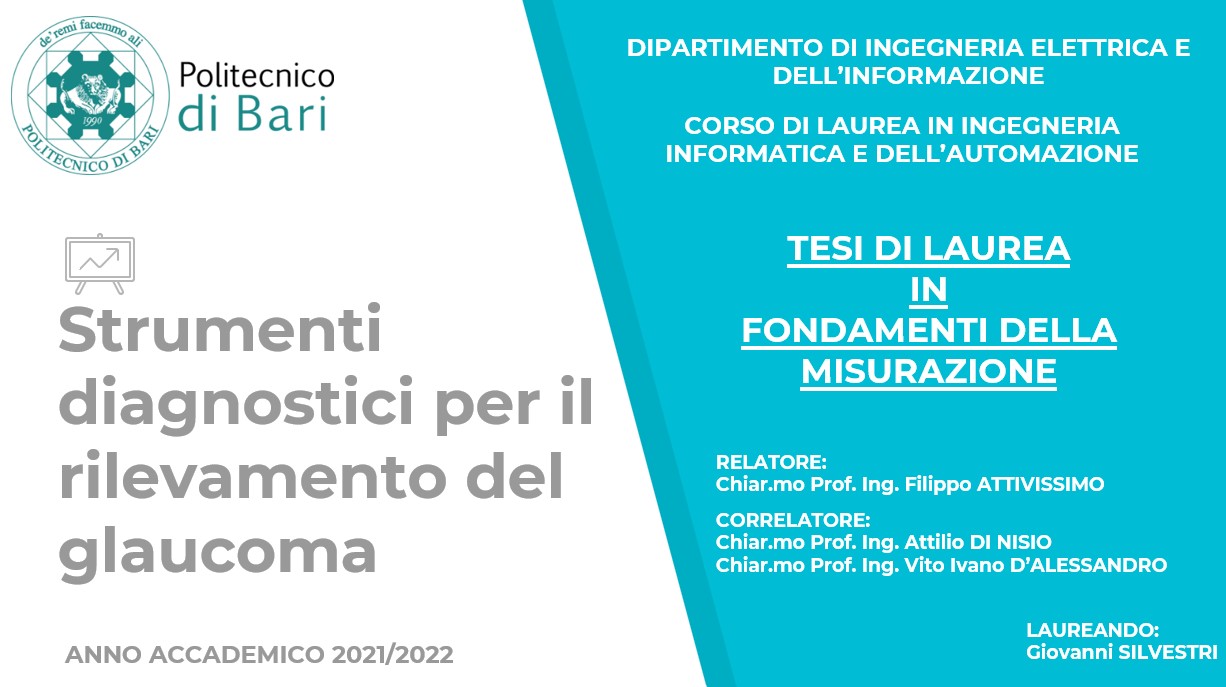 de' remi facemmo ali
1990
POLITECNICO DI BARI
Politecnico
di Bari
DIPARTIMENTO DI INGEGNERIA ELETTRICA E
DELL'INFORMAZIONE
CORSO DI LAUREA IN INGEGNERIA
INFORMATICA E DELL'AUTOMAZIONE
Strumenti
diagnostici per il
rilevamento del
glaucoma
ANNO ACCADEMICO 2021/2022
TESI DI LAUREA
IN
FONDAMENTI DELLA
MISURAZIONE
RELATORE:
Chiar.mo Prof. Ing. Filippo ATTIVISSIMO
CORRELATORE:
Chiar.mo Prof. Ing. Attilio DI NISIO
Chiar.mo Prof. Ing. Vito Ivano D'ALESSANDRO
LAUREANDO:
Giovanni SILVESTRI